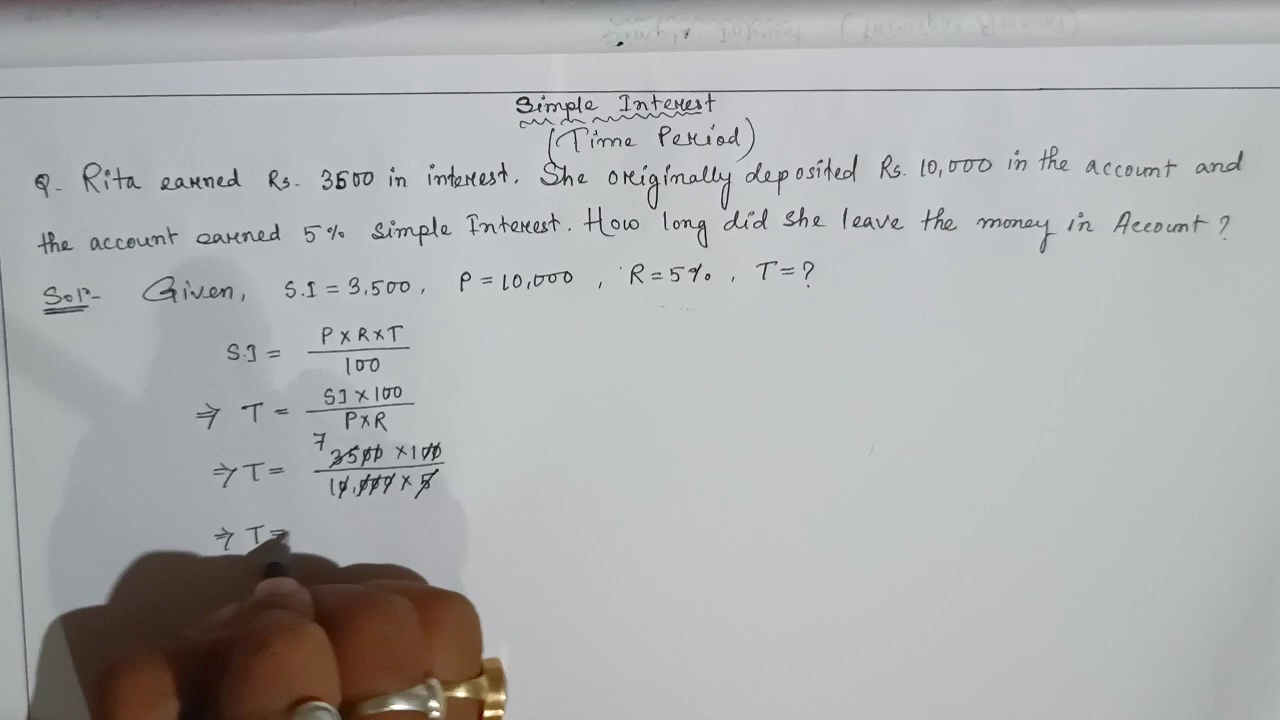 Simple Interest
(Time Period)
Q. Rita earned Rs. 3500 in interest. She originally deposited Rs. 10,000 in the account and
the account earned 5% Simple Interest. How long did she leave the money in Account?
Sol:- Given, S.I = 3,500, P = 10,000, R = 5%, T = ?
S.I = P×R×T / 100
⇒ T = SI×100 / P×R
⇒ T = 7 3500×100 / 10,000×5
⇒ T =